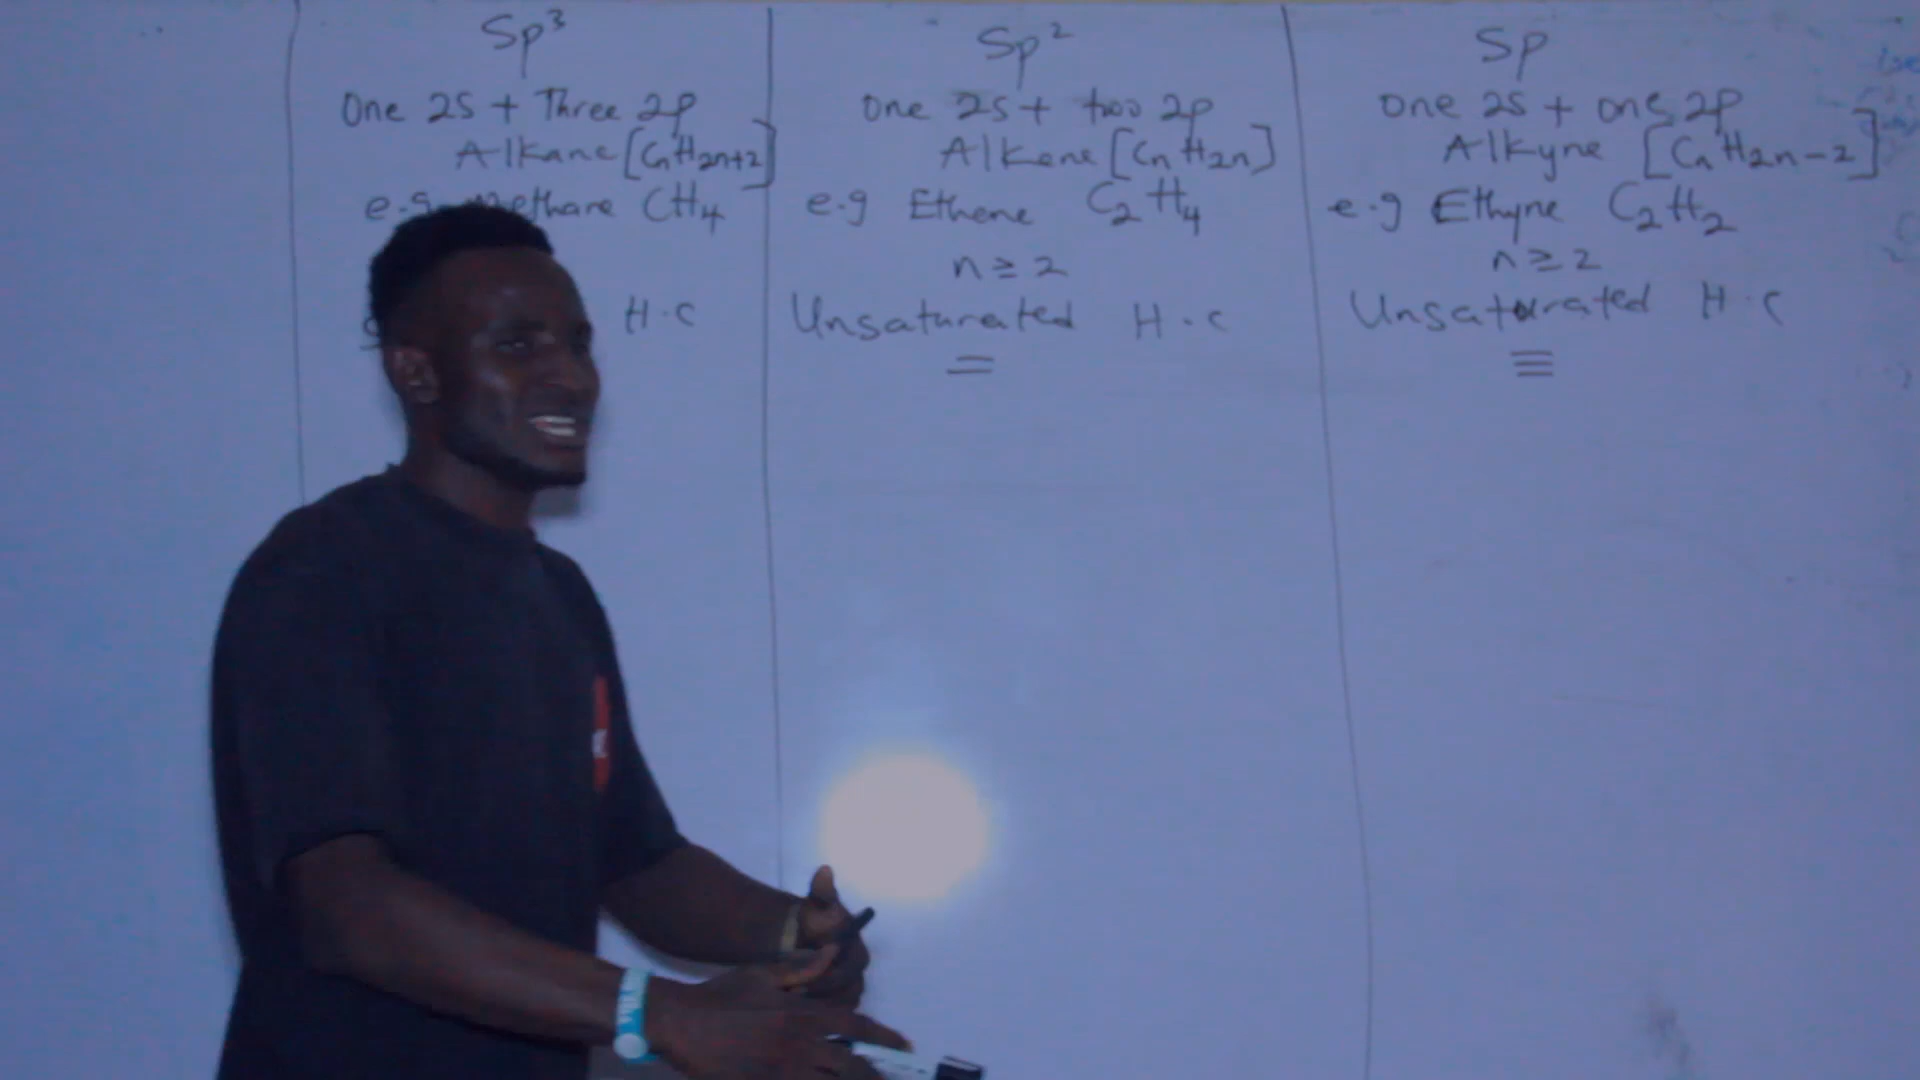 Sp³
One 2S + Three 2p
Alkane [CnH2n+2]
e.g methane CH4
H.C
Sp²
One 2s + two 2p
Alkene [CnH2n]
e.g Ethene C2H4
n ≥ 2
Unsaturated H.C
=
Sp
One 2s + one 2p
Alkyne [CnH2n-2]
e.g Ethyne C2H2
n ≥ 2
Unsaturated H.C
≡